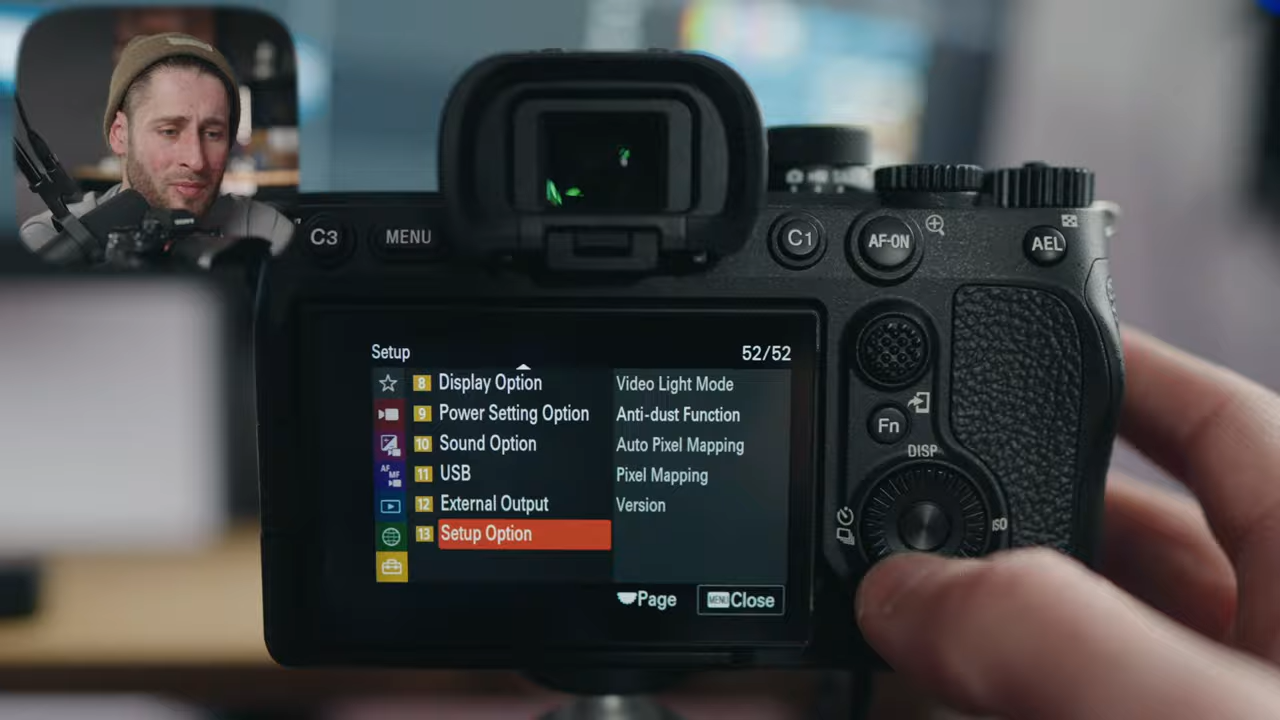 C3
MENU
C1
AF-ON
AEL
Setup
52/52
8 Display Option
9 Power Setting Option
10 Sound Option
11 USB
12 External Output
13 Setup Option
Video Light Mode
Anti-dust Function
Auto Pixel Mapping
Pixel Mapping
Version
AF
MF
Page
MENU Close
Fn
DISP
ISO